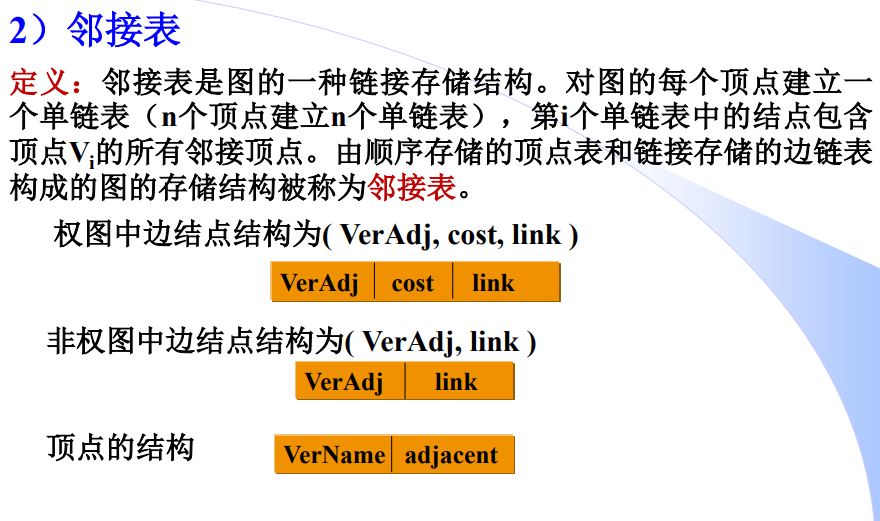 2）邻接表
定义：邻接表是图的一种链接存储结构。对图的每个顶点建立一
个单链表（n个顶点建立n个单链表），第i个单链表中的结点包含
顶点Vi的所有邻接顶点。由顺序存储的顶点表和链接存储的边链表
构成的图的存储结构被称为邻接表。
权图中边结点结构为( VerAdj, cost, link )
VerAdj cost link
非权图中边结点结构为( VerAdj, link )
VerAdj link
顶点的结构 VerName adjacent